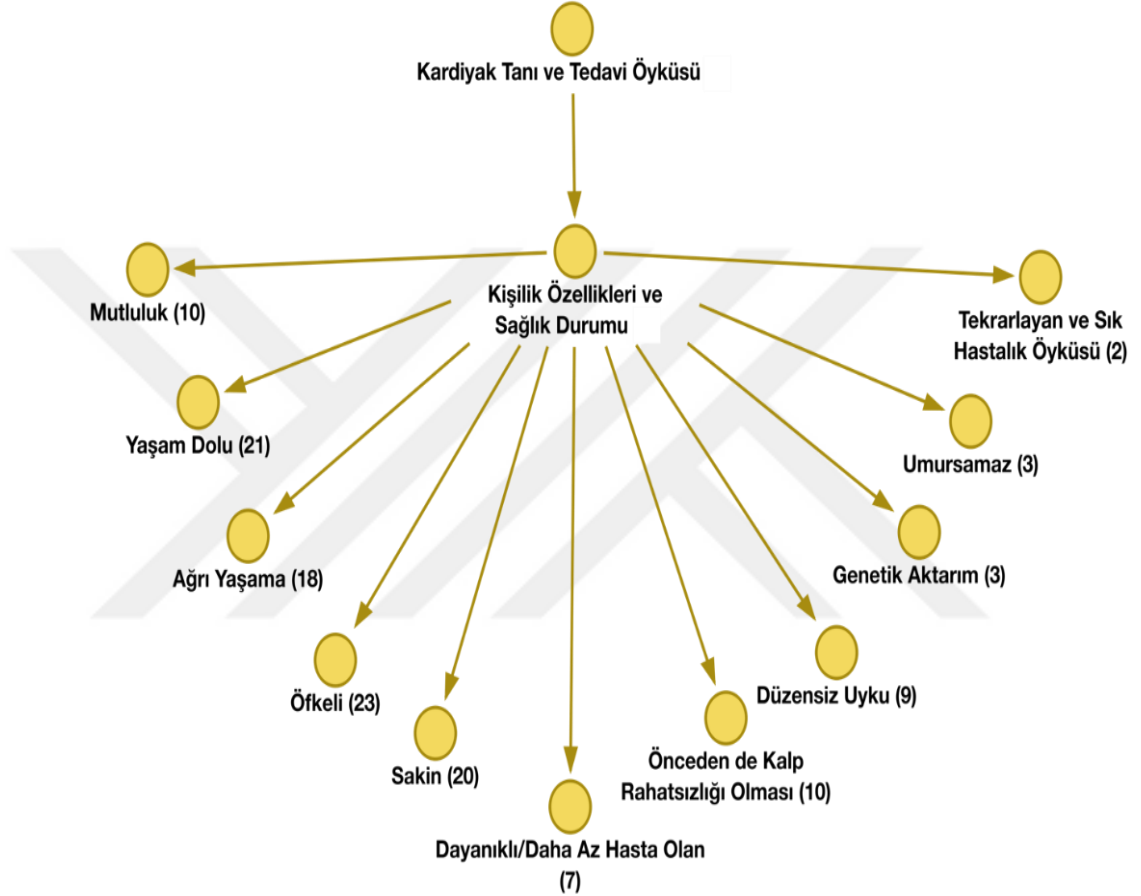 Kardiyak Tanı ve Tedavi Öyküsü
Kişilik Özellikleri ve
Sağlık Durumu
Mutluluk (10)
Tekrarlayan ve Sık
Hastalık Öyküsü (2)
Yaşam Dolu (21)
Umursamaz (3)
Ağrı Yaşama (18)
Genetik Aktarım (3)
Öfkeli (23)
Düzensiz Uyku (9)
Sakin (20)
Önceden de Kalp
Rahatsızlığı Olması (10)
Dayanıklı/Daha Az Hasta Olan
(7)